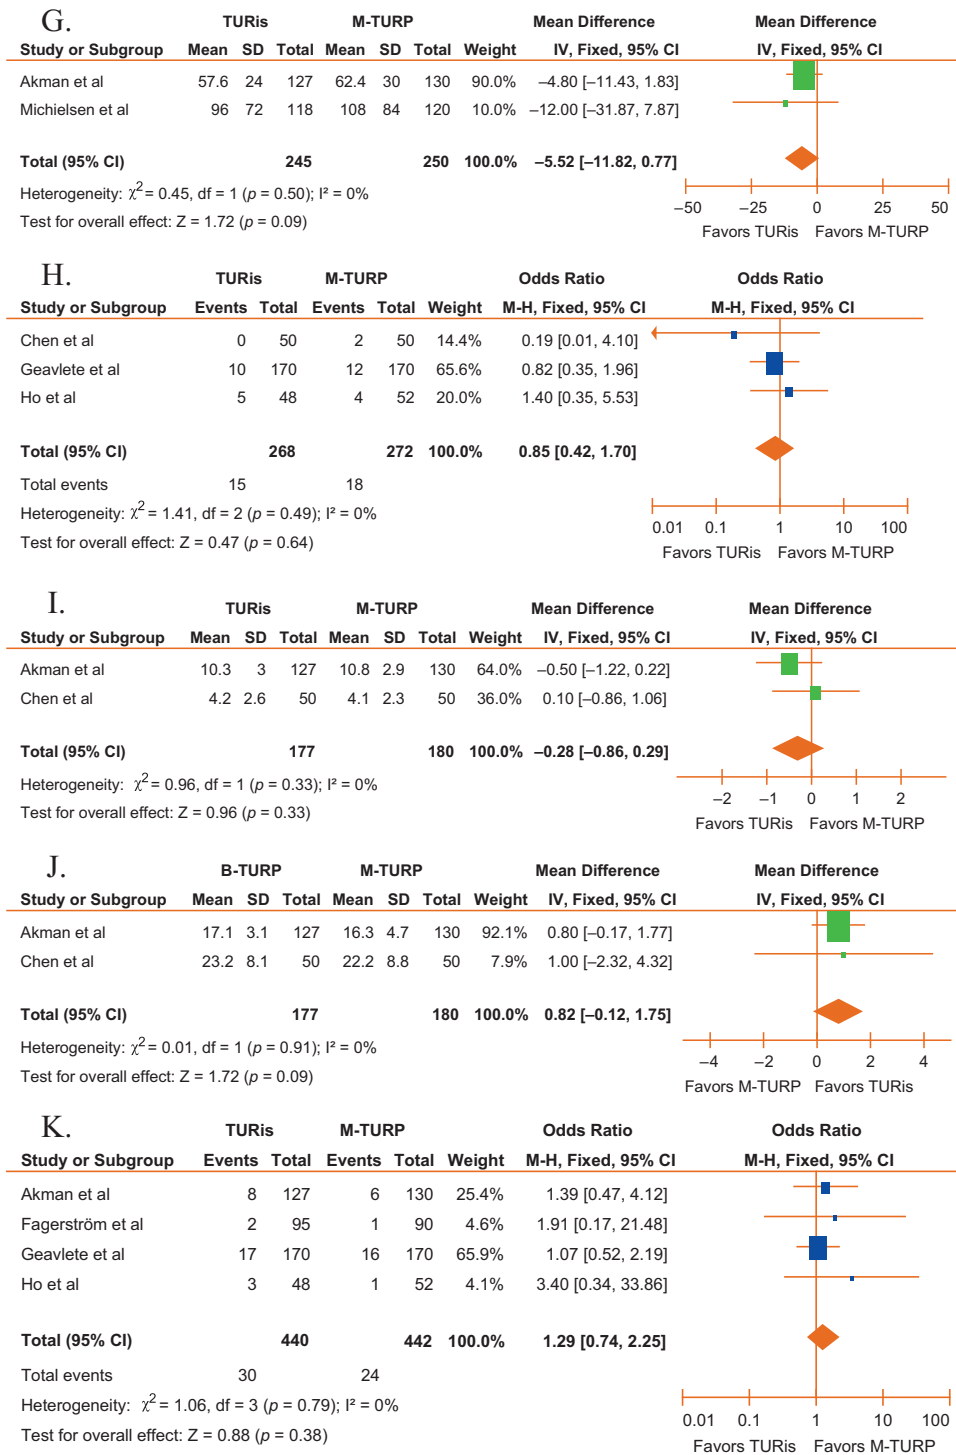 G.
TURis M-TURP Mean Difference Mean Difference
Study or Subgroup Mean SD Total Mean SD Total Weight IV, Fixed, 95% CI IV, Fixed, 95% CI
Akman et al 57.6 24 127 62.4 30 130 90.0% −4.80 [−11.43, 1.83]
Michielsen et al 96 72 118 108 84 120 10.0% −12.00 [−31.87, 7.87]
Total (95% CI) 245 250 100.0% −5.52 [−11.82, 0.77]
Heterogeneity: χ² = 0.45, df = 1 (p = 0.50); I² = 0%
Test for overall effect: Z = 1.72 (p = 0.09)
−50 −25 0 25 50
Favors TURis Favors M-TURP
H.
TURis M-TURP Odds Ratio Odds Ratio
Study or Subgroup Events Total Events Total Weight M-H, Fixed, 95% CI M-H, Fixed, 95% CI
Chen et al 0 50 2 50 14.4% 0.19 [0.01, 4.10]
Geavlete et al 10 170 12 170 65.6% 0.82 [0.35, 1.96]
Ho et al 5 48 4 52 20.0% 1.40 [0.35, 5.53]
Total (95% CI) 268 272 100.0% 0.85 [0.42, 1.70]
Total events 15 18
Heterogeneity: χ² = 1.41, df = 2 (p = 0.49); I² = 0%
Test for overall effect: Z = 0.47 (p = 0.64)
0.01 0.1 1 10 100
Favors TURis Favors M-TURP
I.
TURis M-TURP Mean Difference Mean Difference
Study or Subgroup Mean SD Total Mean SD Total Weight IV, Fixed, 95% CI IV, Fixed, 95% CI
Akman et al 10.3 3 127 10.8 2.9 130 64.0% −0.50 [−1.22, 0.22]
Chen et al 4.2 2.6 50 4.1 2.3 50 36.0% 0.10 [−0.86, 1.06]
Total (95% CI) 177 180 100.0% −0.28 [−0.86, 0.29]
Heterogeneity: χ² = 0.96, df = 1 (p = 0.33); I² = 0%
Test for overall effect: Z = 0.96 (p = 0.33)
−2 −1 0 1 2
Favors TURis Favors M-TURP
J.
B-TURP M-TURP Mean Difference Mean Difference
Study or Subgroup Mean SD Total Mean SD Total Weight IV, Fixed, 95% CI IV, Fixed, 95% CI
Akman et al 17.1 3.1 127 16.3 4.7 130 92.1% 0.80 [−0.17, 1.77]
Chen et al 23.2 8.1 50 22.2 8.8 50 7.9% 1.00 [−2.32, 4.32]
Total (95% CI) 177 180 100.0% 0.82 [−0.12, 1.75]
Heterogeneity: χ² = 0.01, df = 1 (p = 0.91); I² = 0%
Test for overall effect: Z = 1.72 (p = 0.09)
−4 −2 0 2 4
Favors M-TURP Favors TURis
K.
TURis M-TURP Odds Ratio Odds Ratio
Study or Subgroup Events Total Events Total Weight M-H, Fixed, 95% CI M-H, Fixed, 95% CI
Akman et al 8 127 6 130 25.4% 1.39 [0.47, 4.12]
Fagerström et al 2 95 1 90 4.6% 1.91 [0.17, 21.48]
Geavlete et al 17 170 16 170 65.9% 1.07 [0.52, 2.19]
Ho et al 3 48 1 52 4.1% 3.40 [0.34, 33.86]
Total (95% CI) 440 442 100.0% 1.29 [0.74, 2.25]
Total events 30 24
Heterogeneity: χ² = 1.06, df = 3 (p = 0.79); I² = 0%
Test for overall effect: Z = 0.88 (p = 0.38)
0.01 0.1 1 10 100
Favors TURis Favors M-TURP